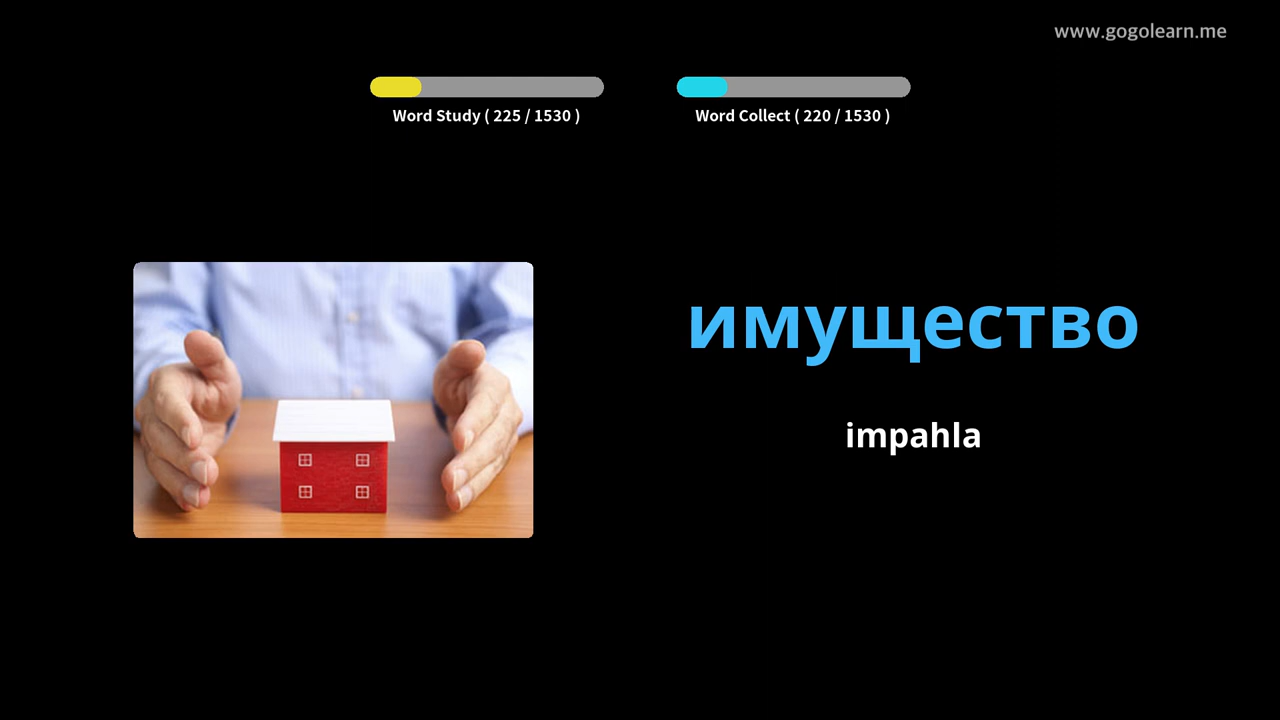 www.gogolearn.me
Word Study ( 225 / 1530 )
Word Collect ( 220 / 1530 )
имущество
impahla